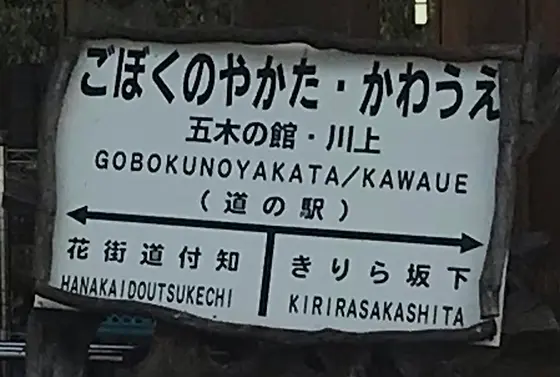 ごぼくのやかた・かわうえ
五木の館・川上
GOBOKUNOYAKATA/KAWAUE
（道の駅）
花街道付知 きりら坂下
HANAKAIDOUTSUKECHI KIRIRASAKASHITA